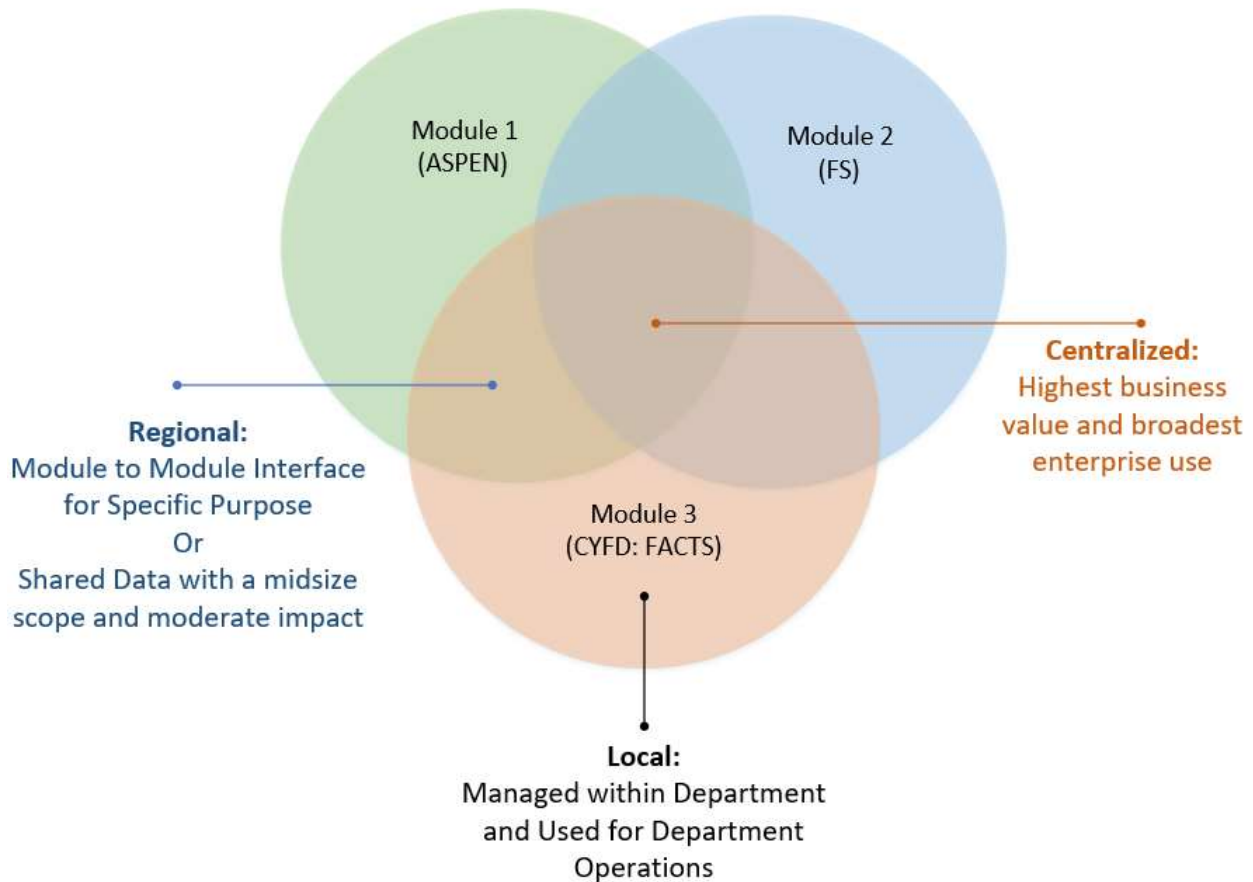 Module 1
(ASPEN)
Module 2
(FS)
Centralized:
Highest business
value and broadest
enterprise use
Regional:
Module to Module Interface
for Specific Purpose
Or
Shared Data with a midsize
scope and moderate impact
Module 3
(CYFD: FACTS)
Local:
Managed within Department
and Used for Department
Operations